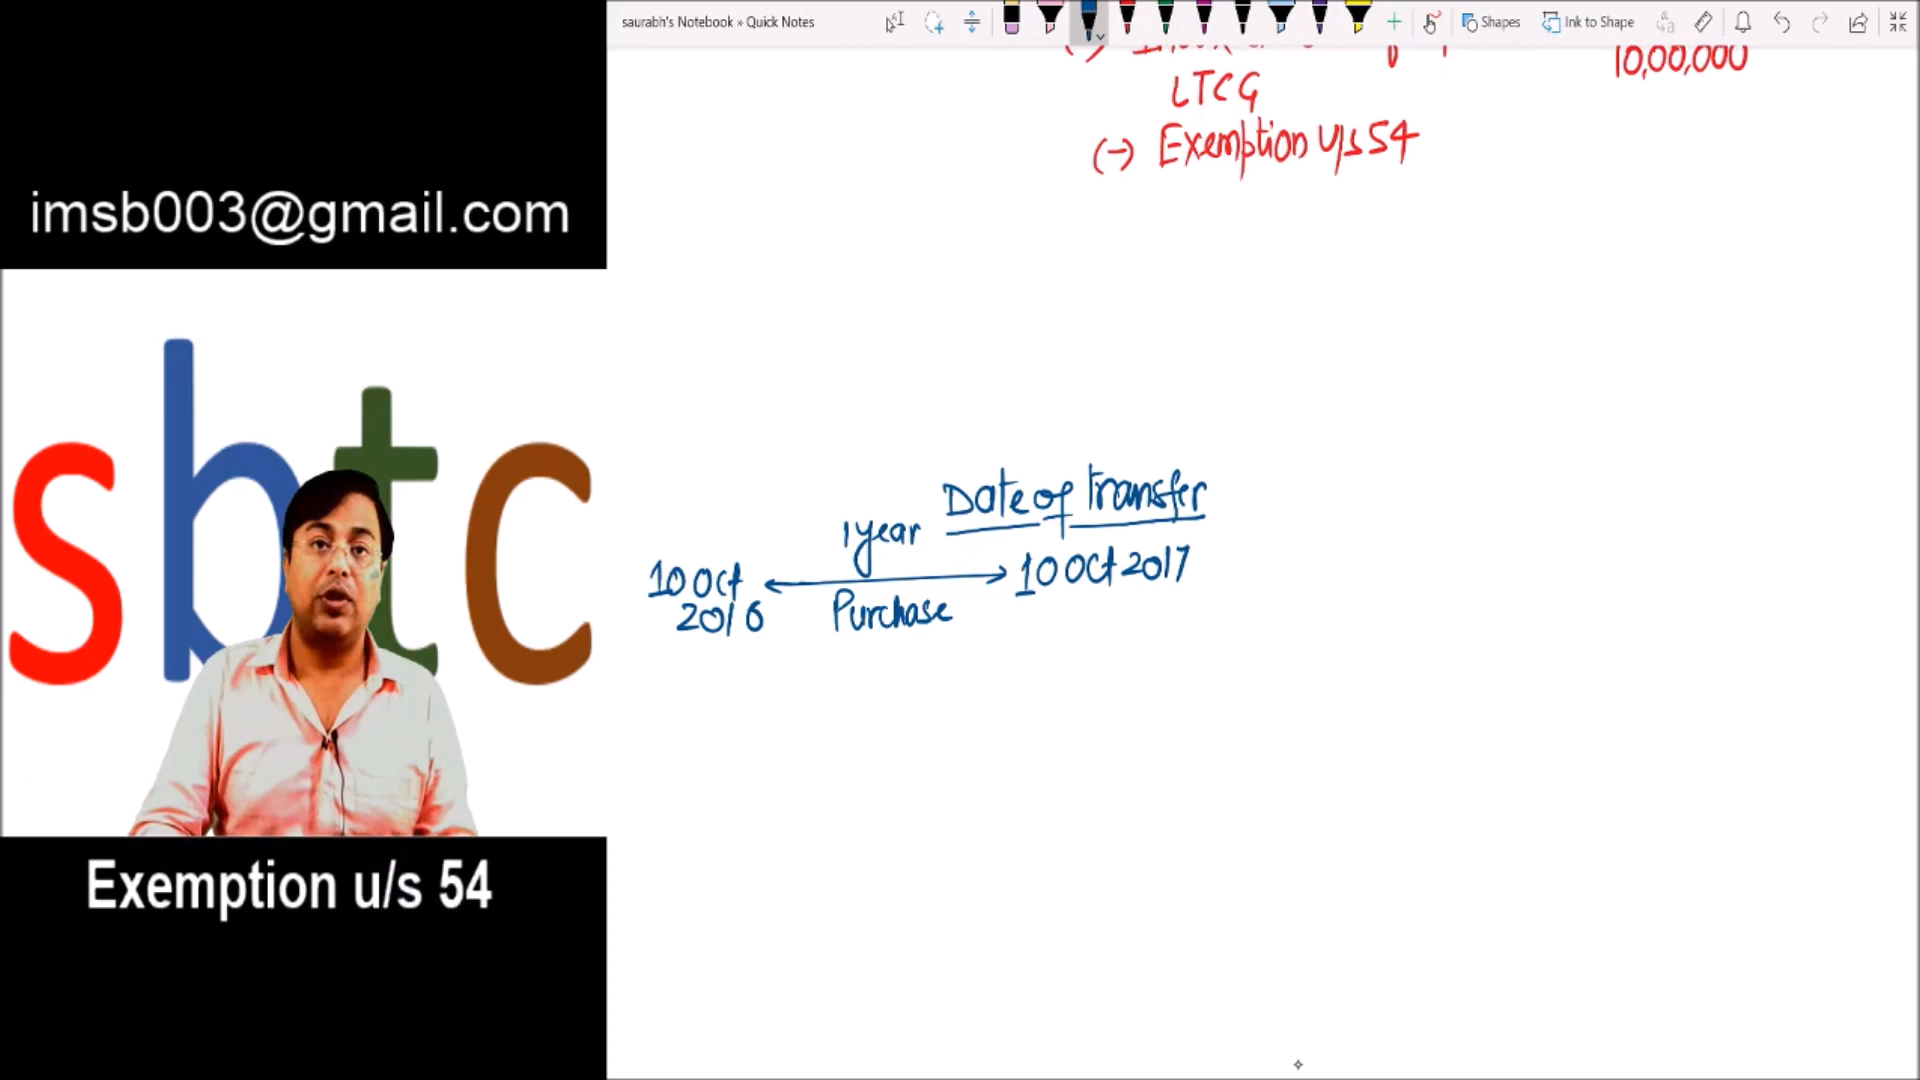 saurabh's Notebook » Quick Notes
Shapes
Ink to Shape
10,00,000
LTCG
(-) Exemption u/s 54
imsb003@gmail.com
sbtc
Date of transfer
1 year
10 Oct 2016
10 Oct 2017
Purchase
Exemption u/s 54